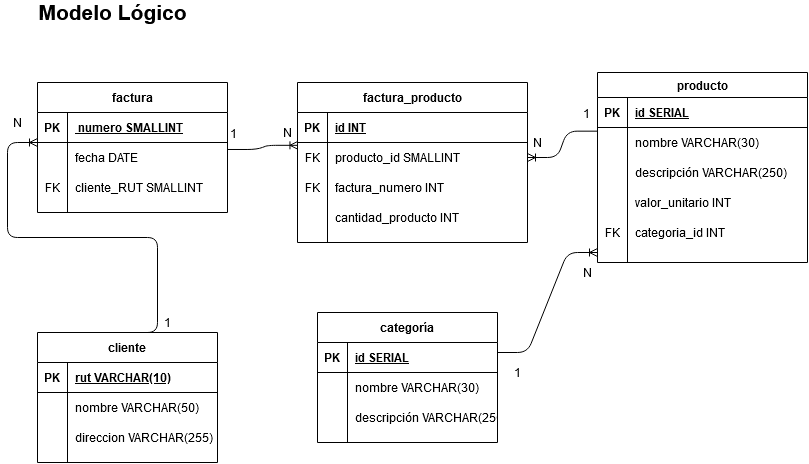 Modelo Lógico
factura
PK numero SMALLINT
fecha DATE
FK cliente_RUT SMALLINT
N
1
N
factura_producto
PK id INT
FK producto_id SMALLINT
FK factura_numero INT
cantidad_producto INT
N
1
producto
PK id SERIAL
nombre VARCHAR(30)
descripción VARCHAR(250)
valor_unitario INT
FK categoria_id INT
N
1
1
cliente
PK rut VARCHAR(10)
nombre VARCHAR(50)
direccion VARCHAR(255)
categoría
PK id SERIAL
nombre VARCHAR(30)
descripción VARCHAR(25